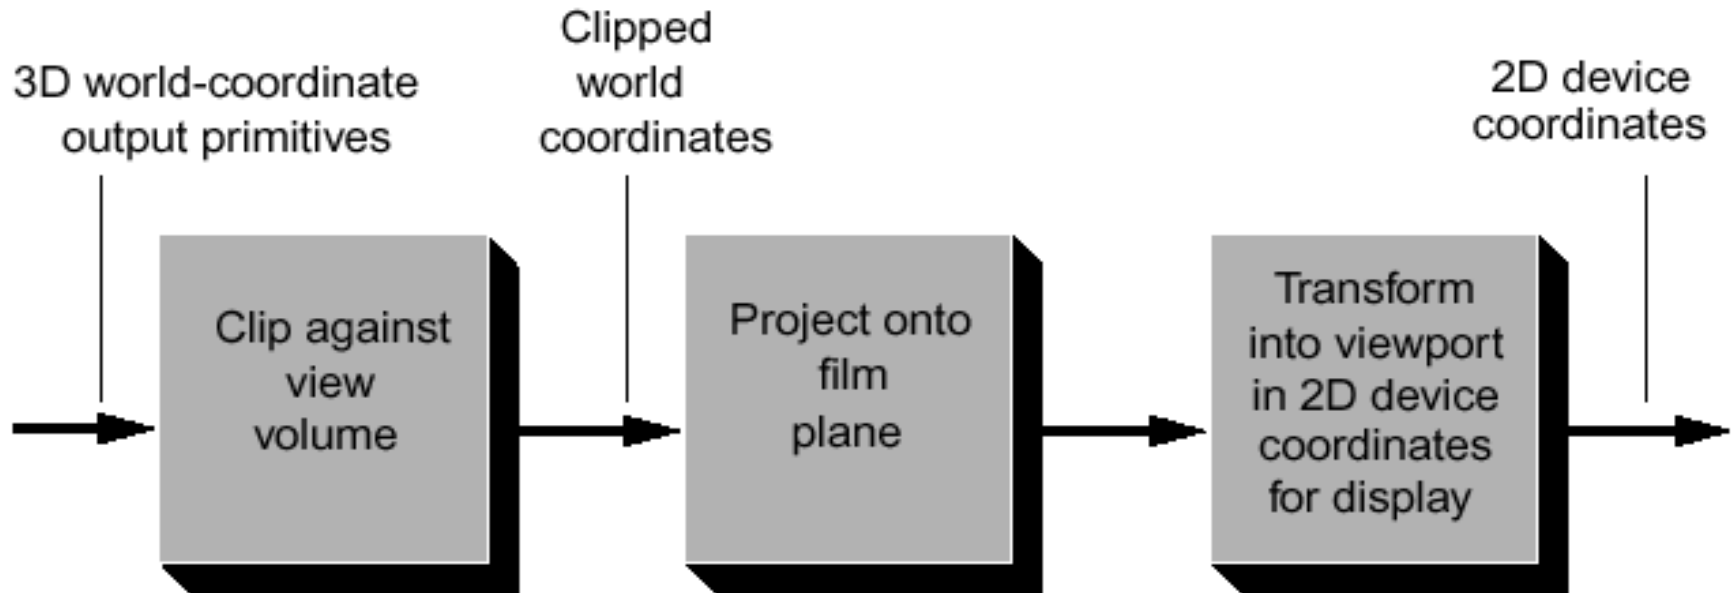 3D world-coordinate
output primitives
Clipped
world
coordinates
2D device
coordinates
Clip against
view
volume
Project onto
film
plane
Transform
into viewport
in 2D device
coordinates
for display